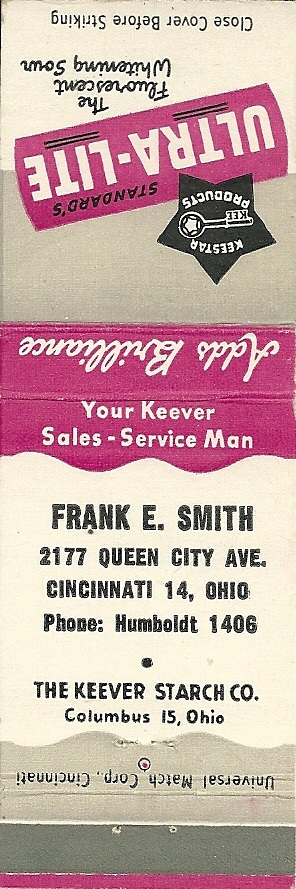 Close Cover Before Striking
The
Fluorescent
Whitening Sour
ULTRA-LITE
STANDARD'S
KEESTAR
KEE
PRODUCTS
Adds Brilliance
Your Keever
Sales-Service Man
FRANK E. SMITH
2177 QUEEN CITY AVE.
CINCINNATI 14, OHIO
Phone: Humboldt 1406
THE KEEVER STARCH CO.
Columbus 15, Ohio
Universal Match Corp., Cincinnati